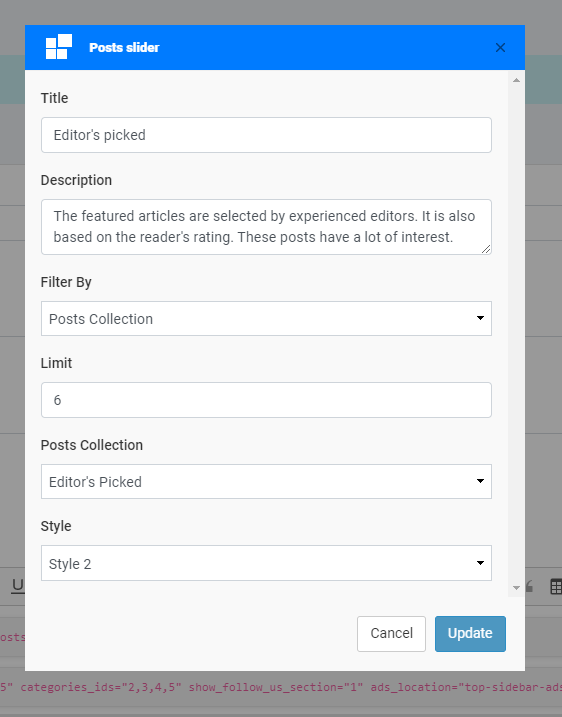 Posts slider
×
Title
Editor's picked
Description
The featured articles are selected by experienced editors. It is also
based on the reader's rating. These posts have a lot of interest.
Filter By
Posts Collection
Limit
6
Posts Collection
Editor's Picked
Style
Style 2
U
Cancel
Update
osts
5" categories_ids="2,3,4,5" show_follow_us_section="1" ads_location="top-sidebar-ads